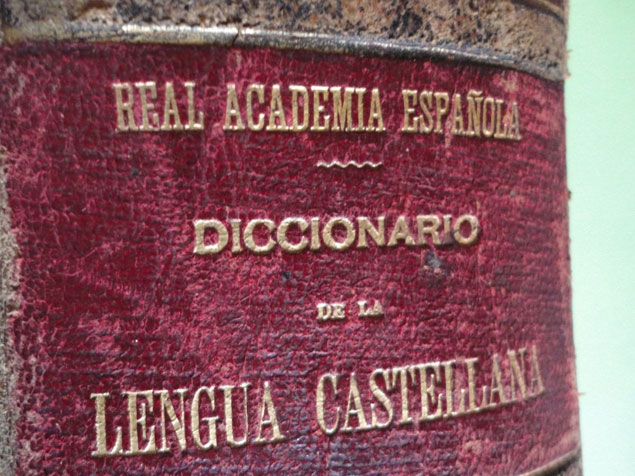 REAL ACADEMIA ESPAÑOLA
DICCIONARIO
DE LA
LENGUA CASTELLANA